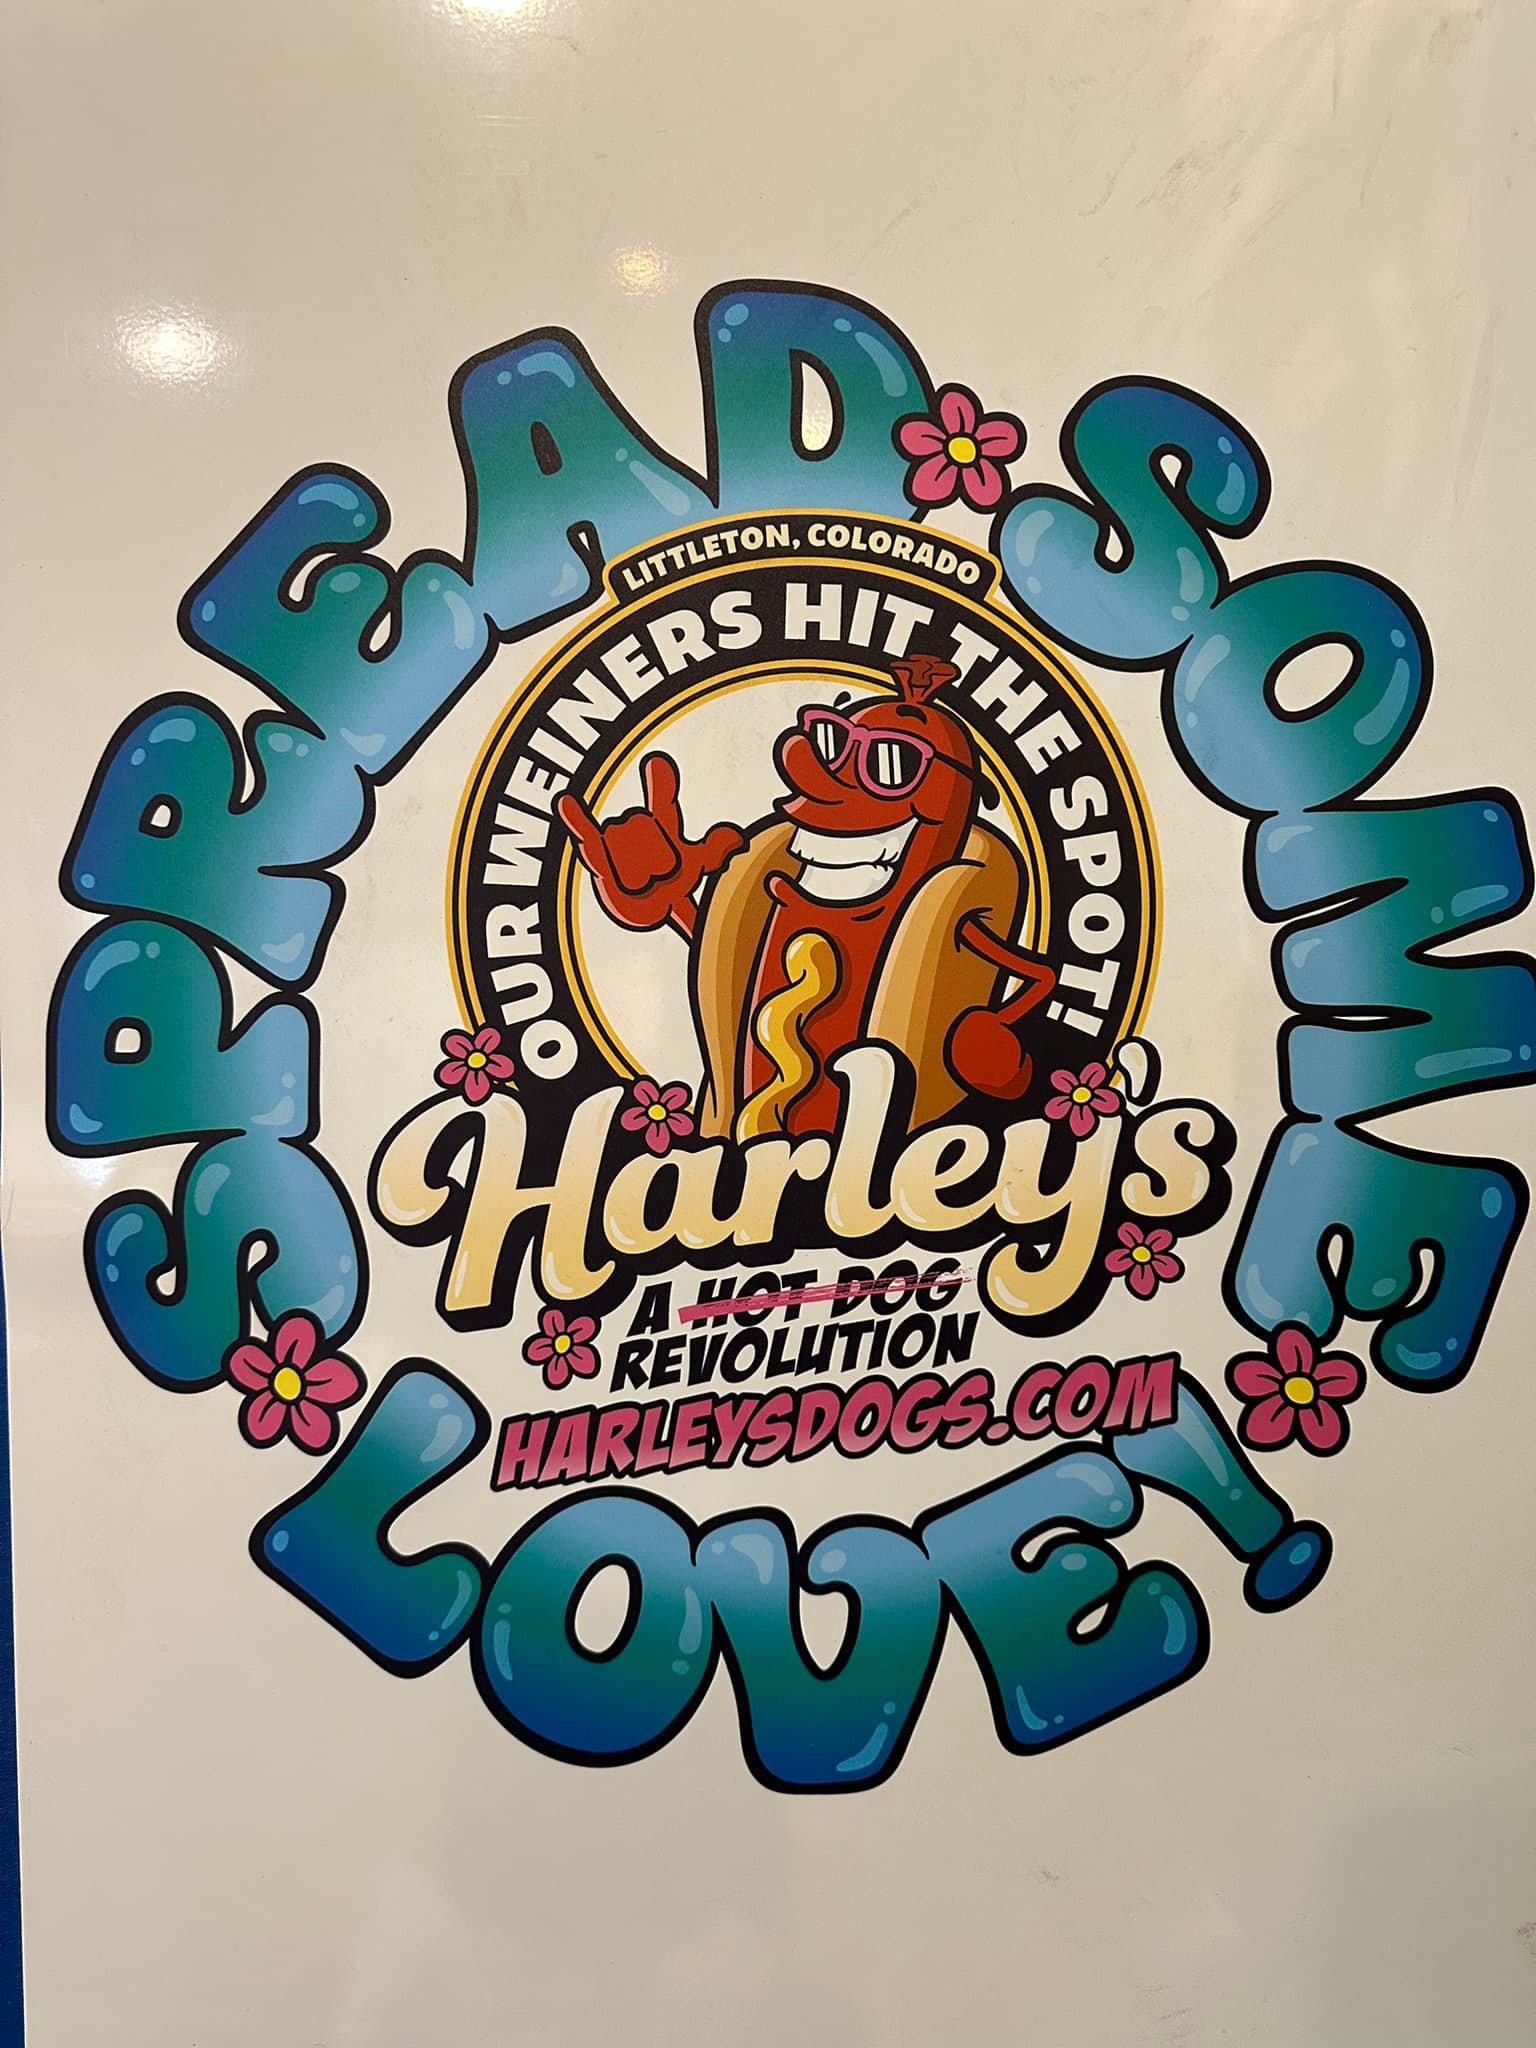 SPREAD SOME
LITTLETON, COLORADO
OUR WEINERS HIT THE SPOT!
Harley's
A HOT DOG
REVOLUTION
HARLEYSDOGS.COM
LOVE!